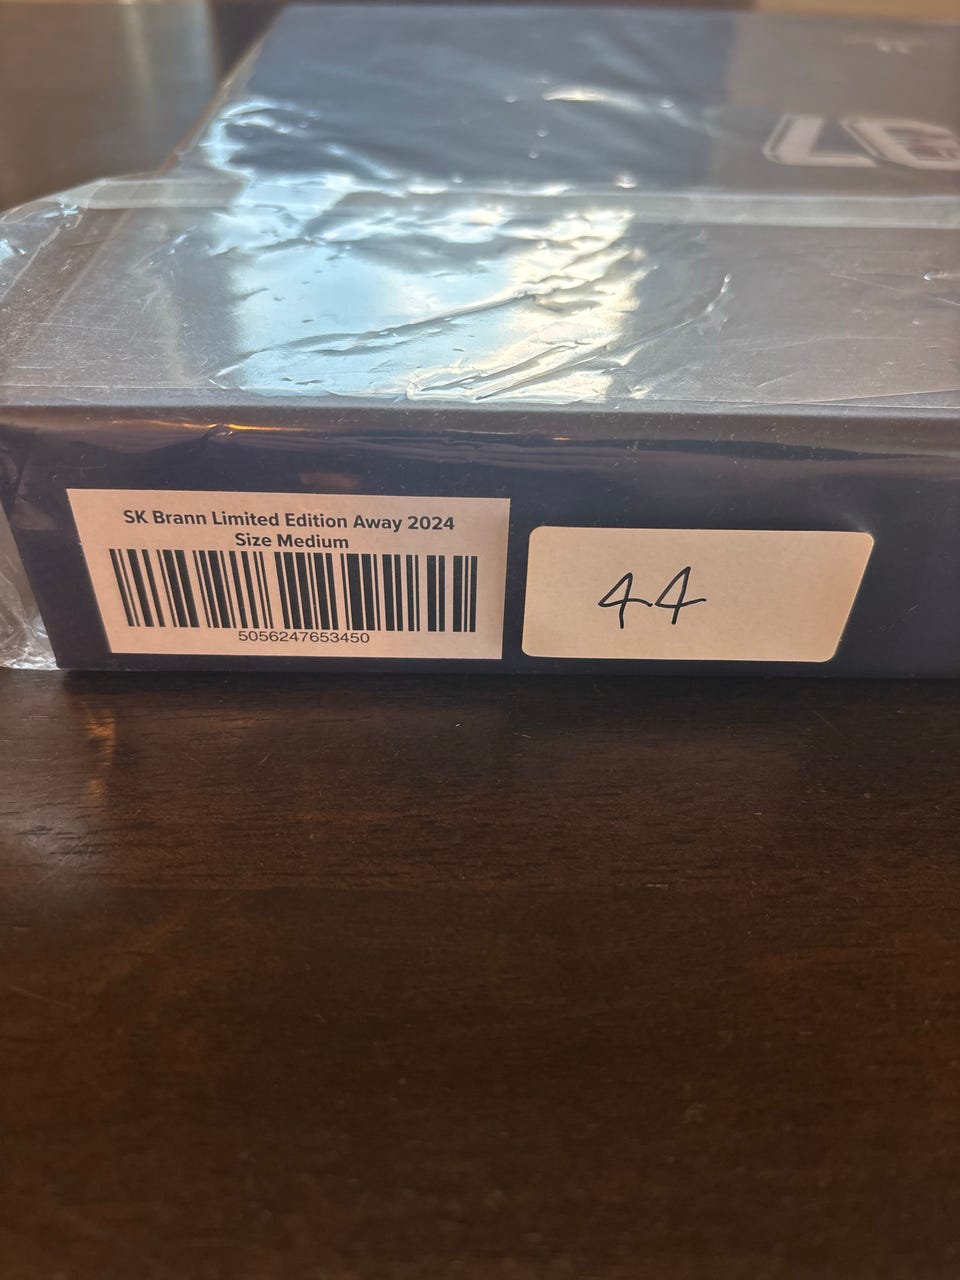 SK Brann Limited Edition Away 2024
Size Medium
5056247653450
44